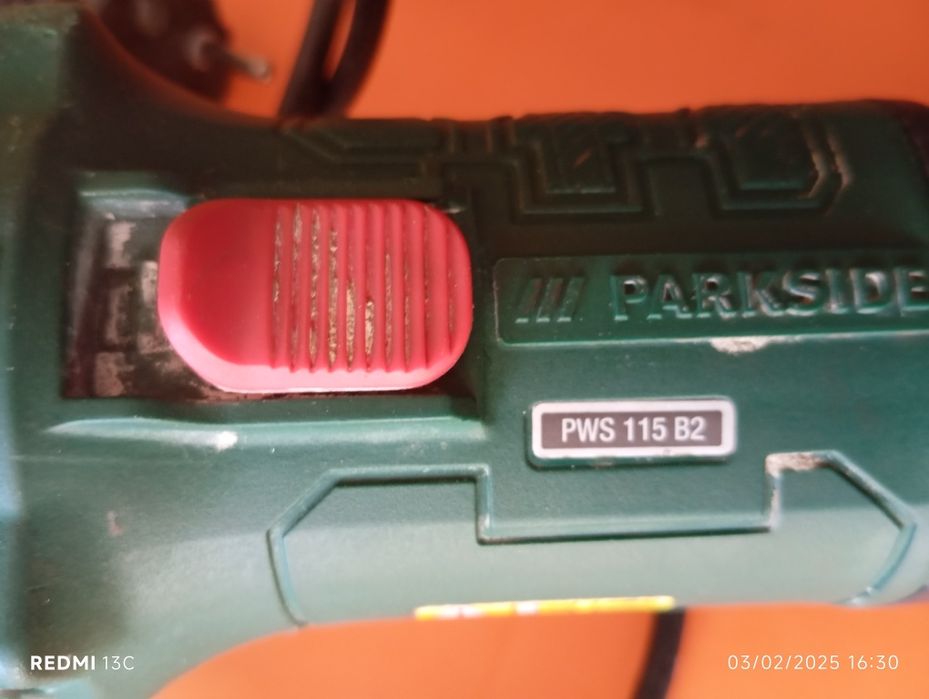 /// PARKSIDE
PWS 115 B2
REDMI 13C
03/02/2025 16:30